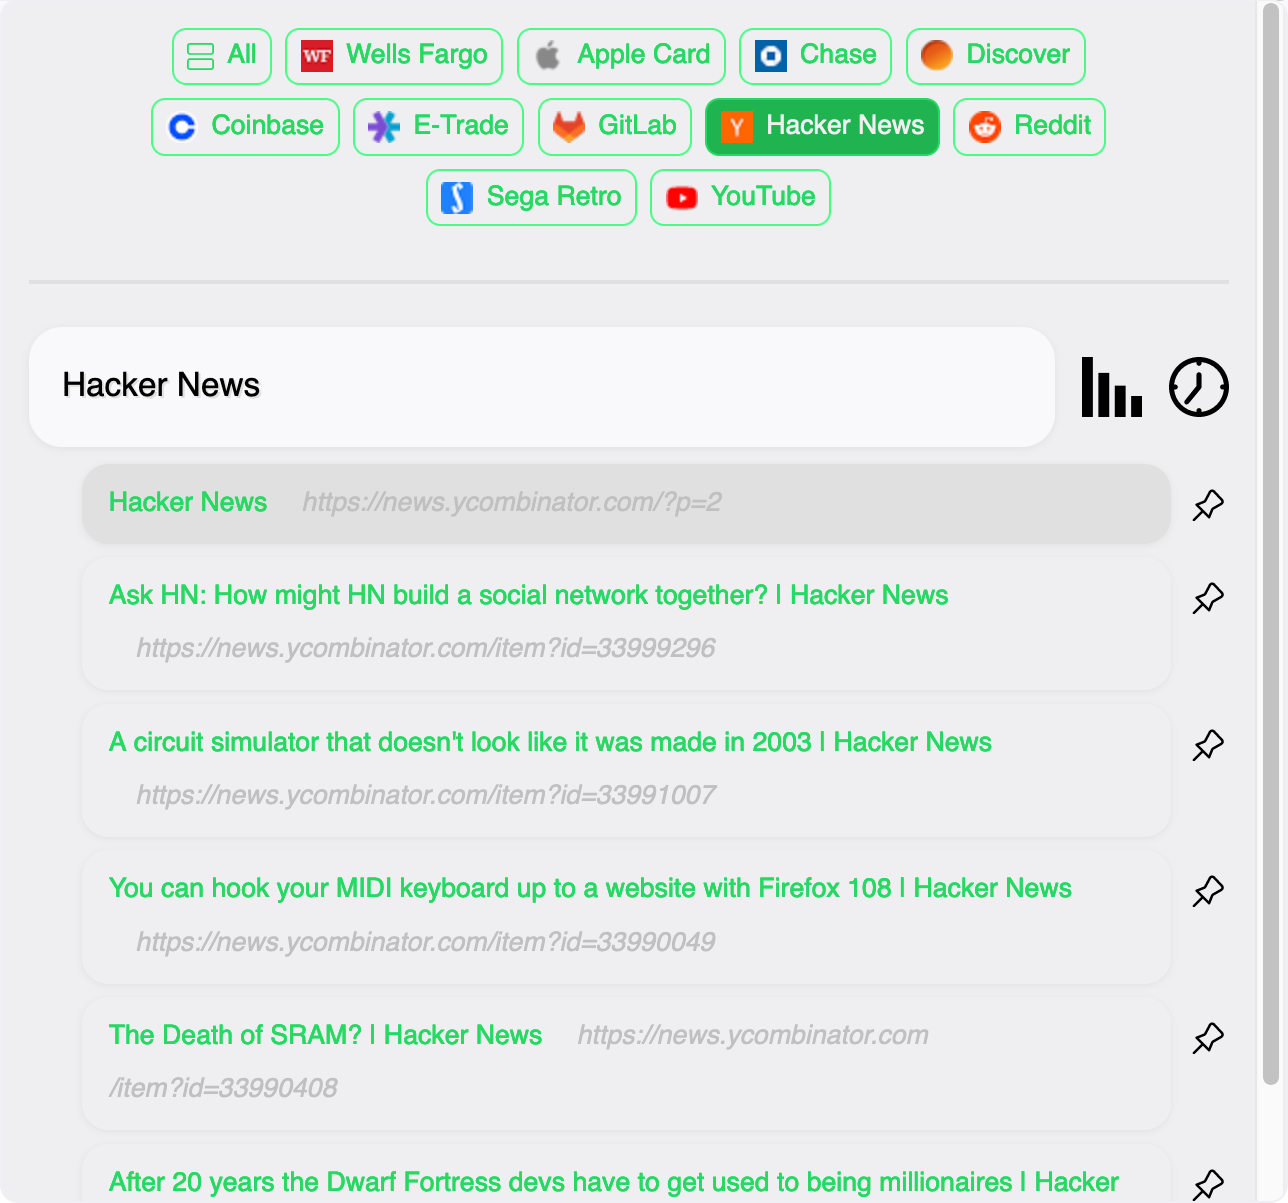 All WF Wells Fargo Apple Card Chase Discover
Coinbase E-Trade GitLab Y Hacker News Reddit
Sega Retro YouTube
Hacker News
Hacker News https://news.ycombinator.com/?p=2
Ask HN: How might HN build a social network together? | Hacker News
https://news.ycombinator.com/item?id=33999296
A circuit simulator that doesn't look like it was made in 2003 | Hacker News
https://news.ycombinator.com/item?id=33991007
You can hook your MIDI keyboard up to a website with Firefox 108 | Hacker News
https://news.ycombinator.com/item?id=33990049
The Death of SRAM? | Hacker News https://news.ycombinator.com
/item?id=33990408
After 20 years the Dwarf Fortress devs have to get used to being millionaires | Hacker